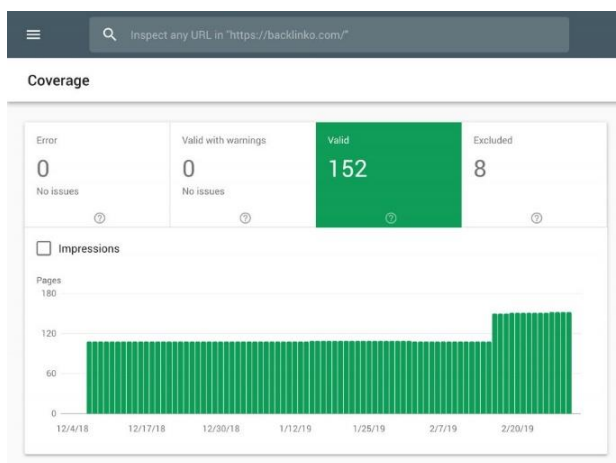 Inspect any URL in "https://backlinko.com/"
Coverage
Error
Valid with warnings
Valid
Excluded
0
0
152
8
No issues
No issues
Impressions
Pages
180
120
60
0
12/4/18
12/17/18
12/30/18
1/12/19
1/25/19
2/7/19
2/20/19